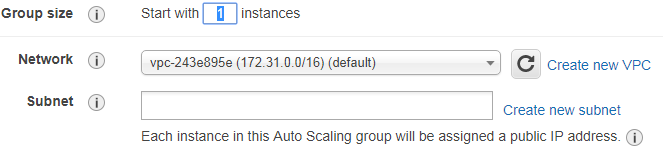 Group size i Start with 1 instances
Network i vpc-243e895e (172.31.0.0/16) (default) Create new VPC
Subnet i Create new subnet
Each instance in this Auto Scaling group will be assigned a public IP address. i